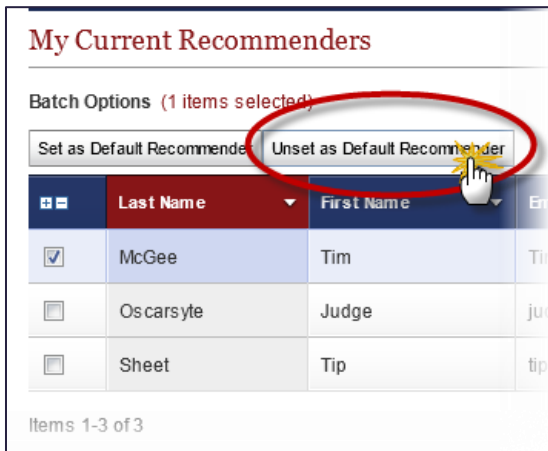 My Current Recommenders
Batch Options (1 items selected)
Set as Default Recommender Unset as Default Recommender
Last Name First Name
McGee Tim
Oscarsyte Judge
Sheet Tip
Items 1-3 of 3